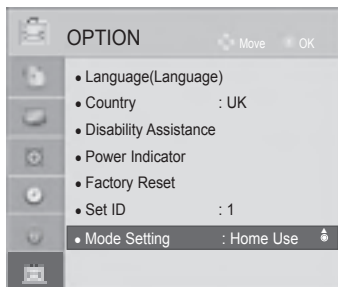 OPTION
Move OK
• Language(Language)
• Country : UK
• Disability Assistance
• Power Indicator
• Factory Reset
• Set ID : 1
• Mode Setting : Home Use